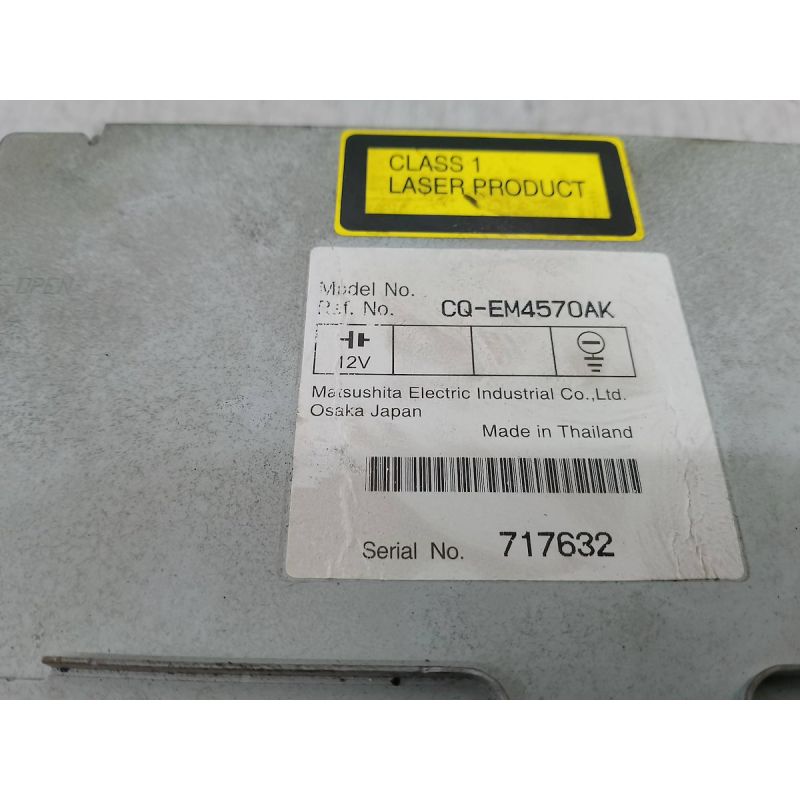 CLASS 1
LASER PRODUCT
OPEN
Model No.
Ref. No. CQ-EM4570AK
12V
Matsushita Electric Industrial Co.,Ltd.
Osaka Japan
Made in Thailand
Serial No. 717632